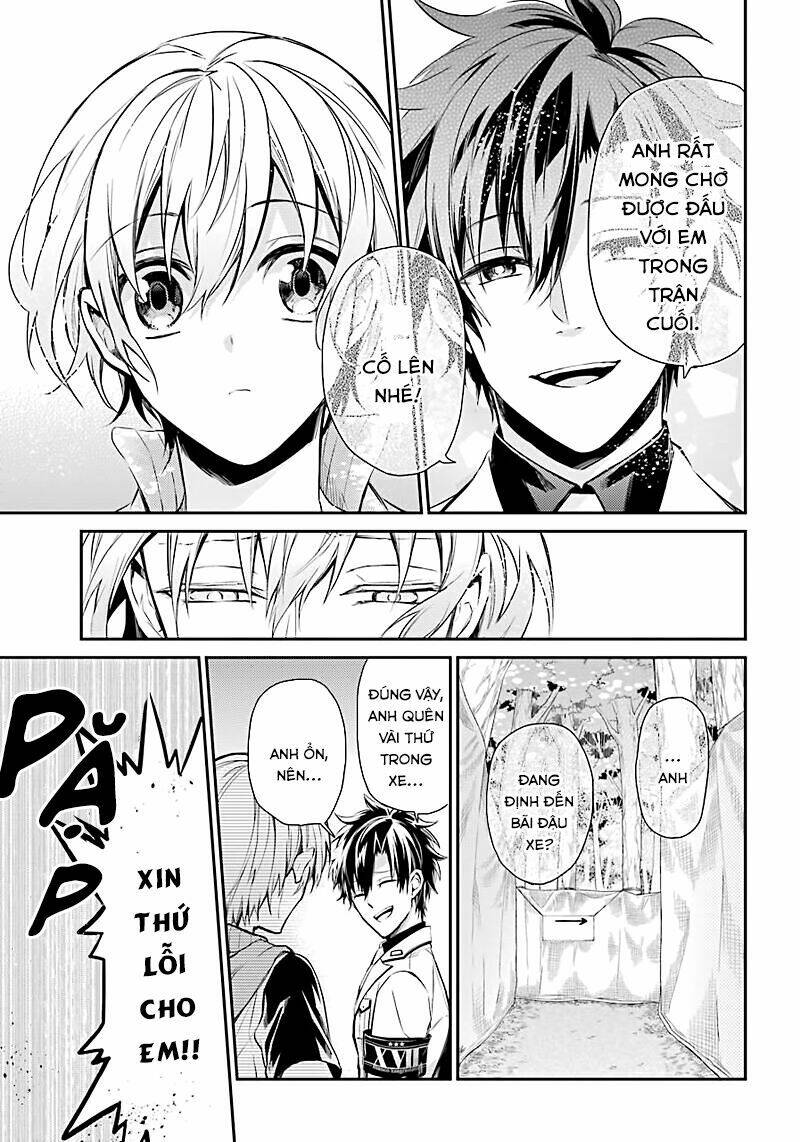 ANH RẤT
MONG CHỜ
ĐƯỢC ĐẤU
VỚI EM
TRONG
TRẬN
CUỐI.
CỐ LÊN
NHÉ!
...
ANH
ĐANG
ĐỊNH ĐẾN
BÃI ĐẬU
XE?
ĐÚNG VẬY,
ANH QUÊN
VÀI THỨ
TRONG
XE...
ANH ỔN,
NÊN...
XVII
PẶP
XIN
THỨ
LỖI
CHO
EM!!